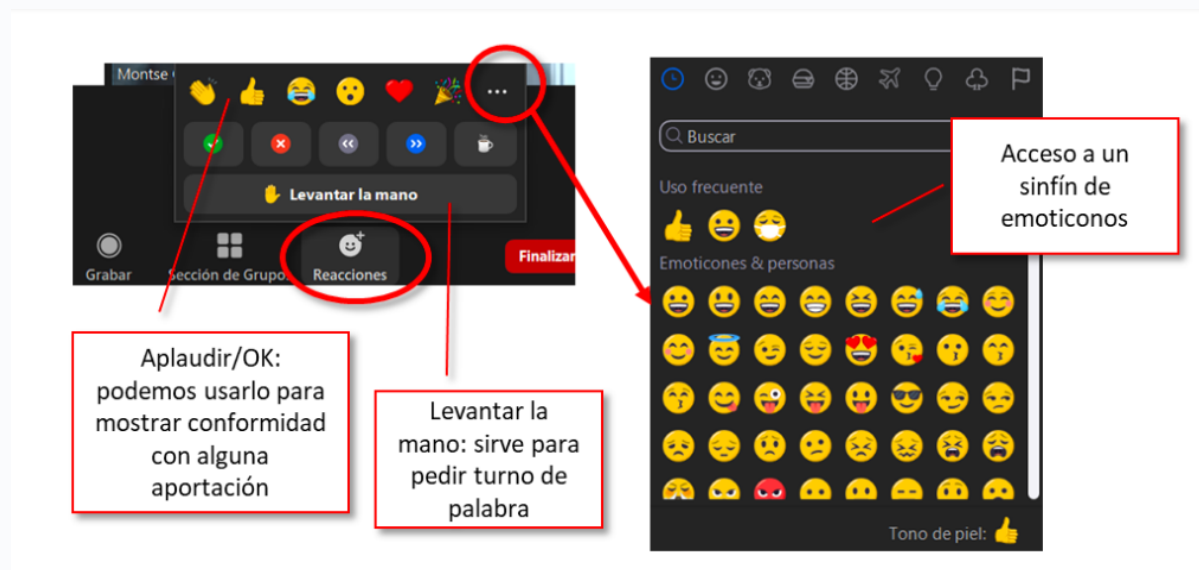 Montse
Levantar la mano
Grabar
Sección de Grupo
Reacciones
Finalizar
Aplaudir/OK:
podemos usarlo para
mostrar conformidad
con alguna
aportación
Levantar la
mano: sirve para
pedir turno de
palabra
Buscar
Uso frecuente
Emoticones & personas
Tono de piel:
Acceso a un
sinfín de
emoticonos